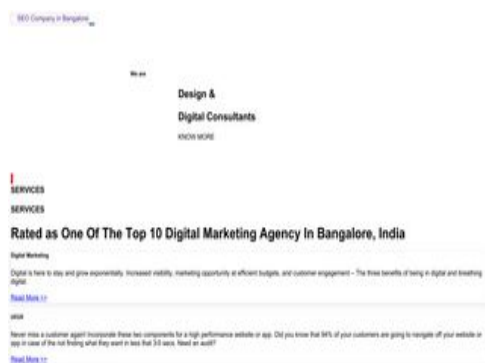 SEO Company in Bangalore
We are
Design &
Digital Consultants
KNOW MORE
SERVICES
SERVICES
Rated as One Of The Top 10 Digital Marketing Agency In Bangalore, India
Digital Marketing
Digital is here to stay and grow exponentially. Increased visibility, marketing opportunity at efficient budgets, and customer engagement – The three benefits of being in digital and breathing
digital.
Read More >>
UI/UX
Never miss a customer again! Incorporate these two components for a high performance website or app. Did you know that 94% of your customers are going to navigate off your website or
app in case of the not finding what they want in less that 3.0 secs. Need an audit?
Read More >>